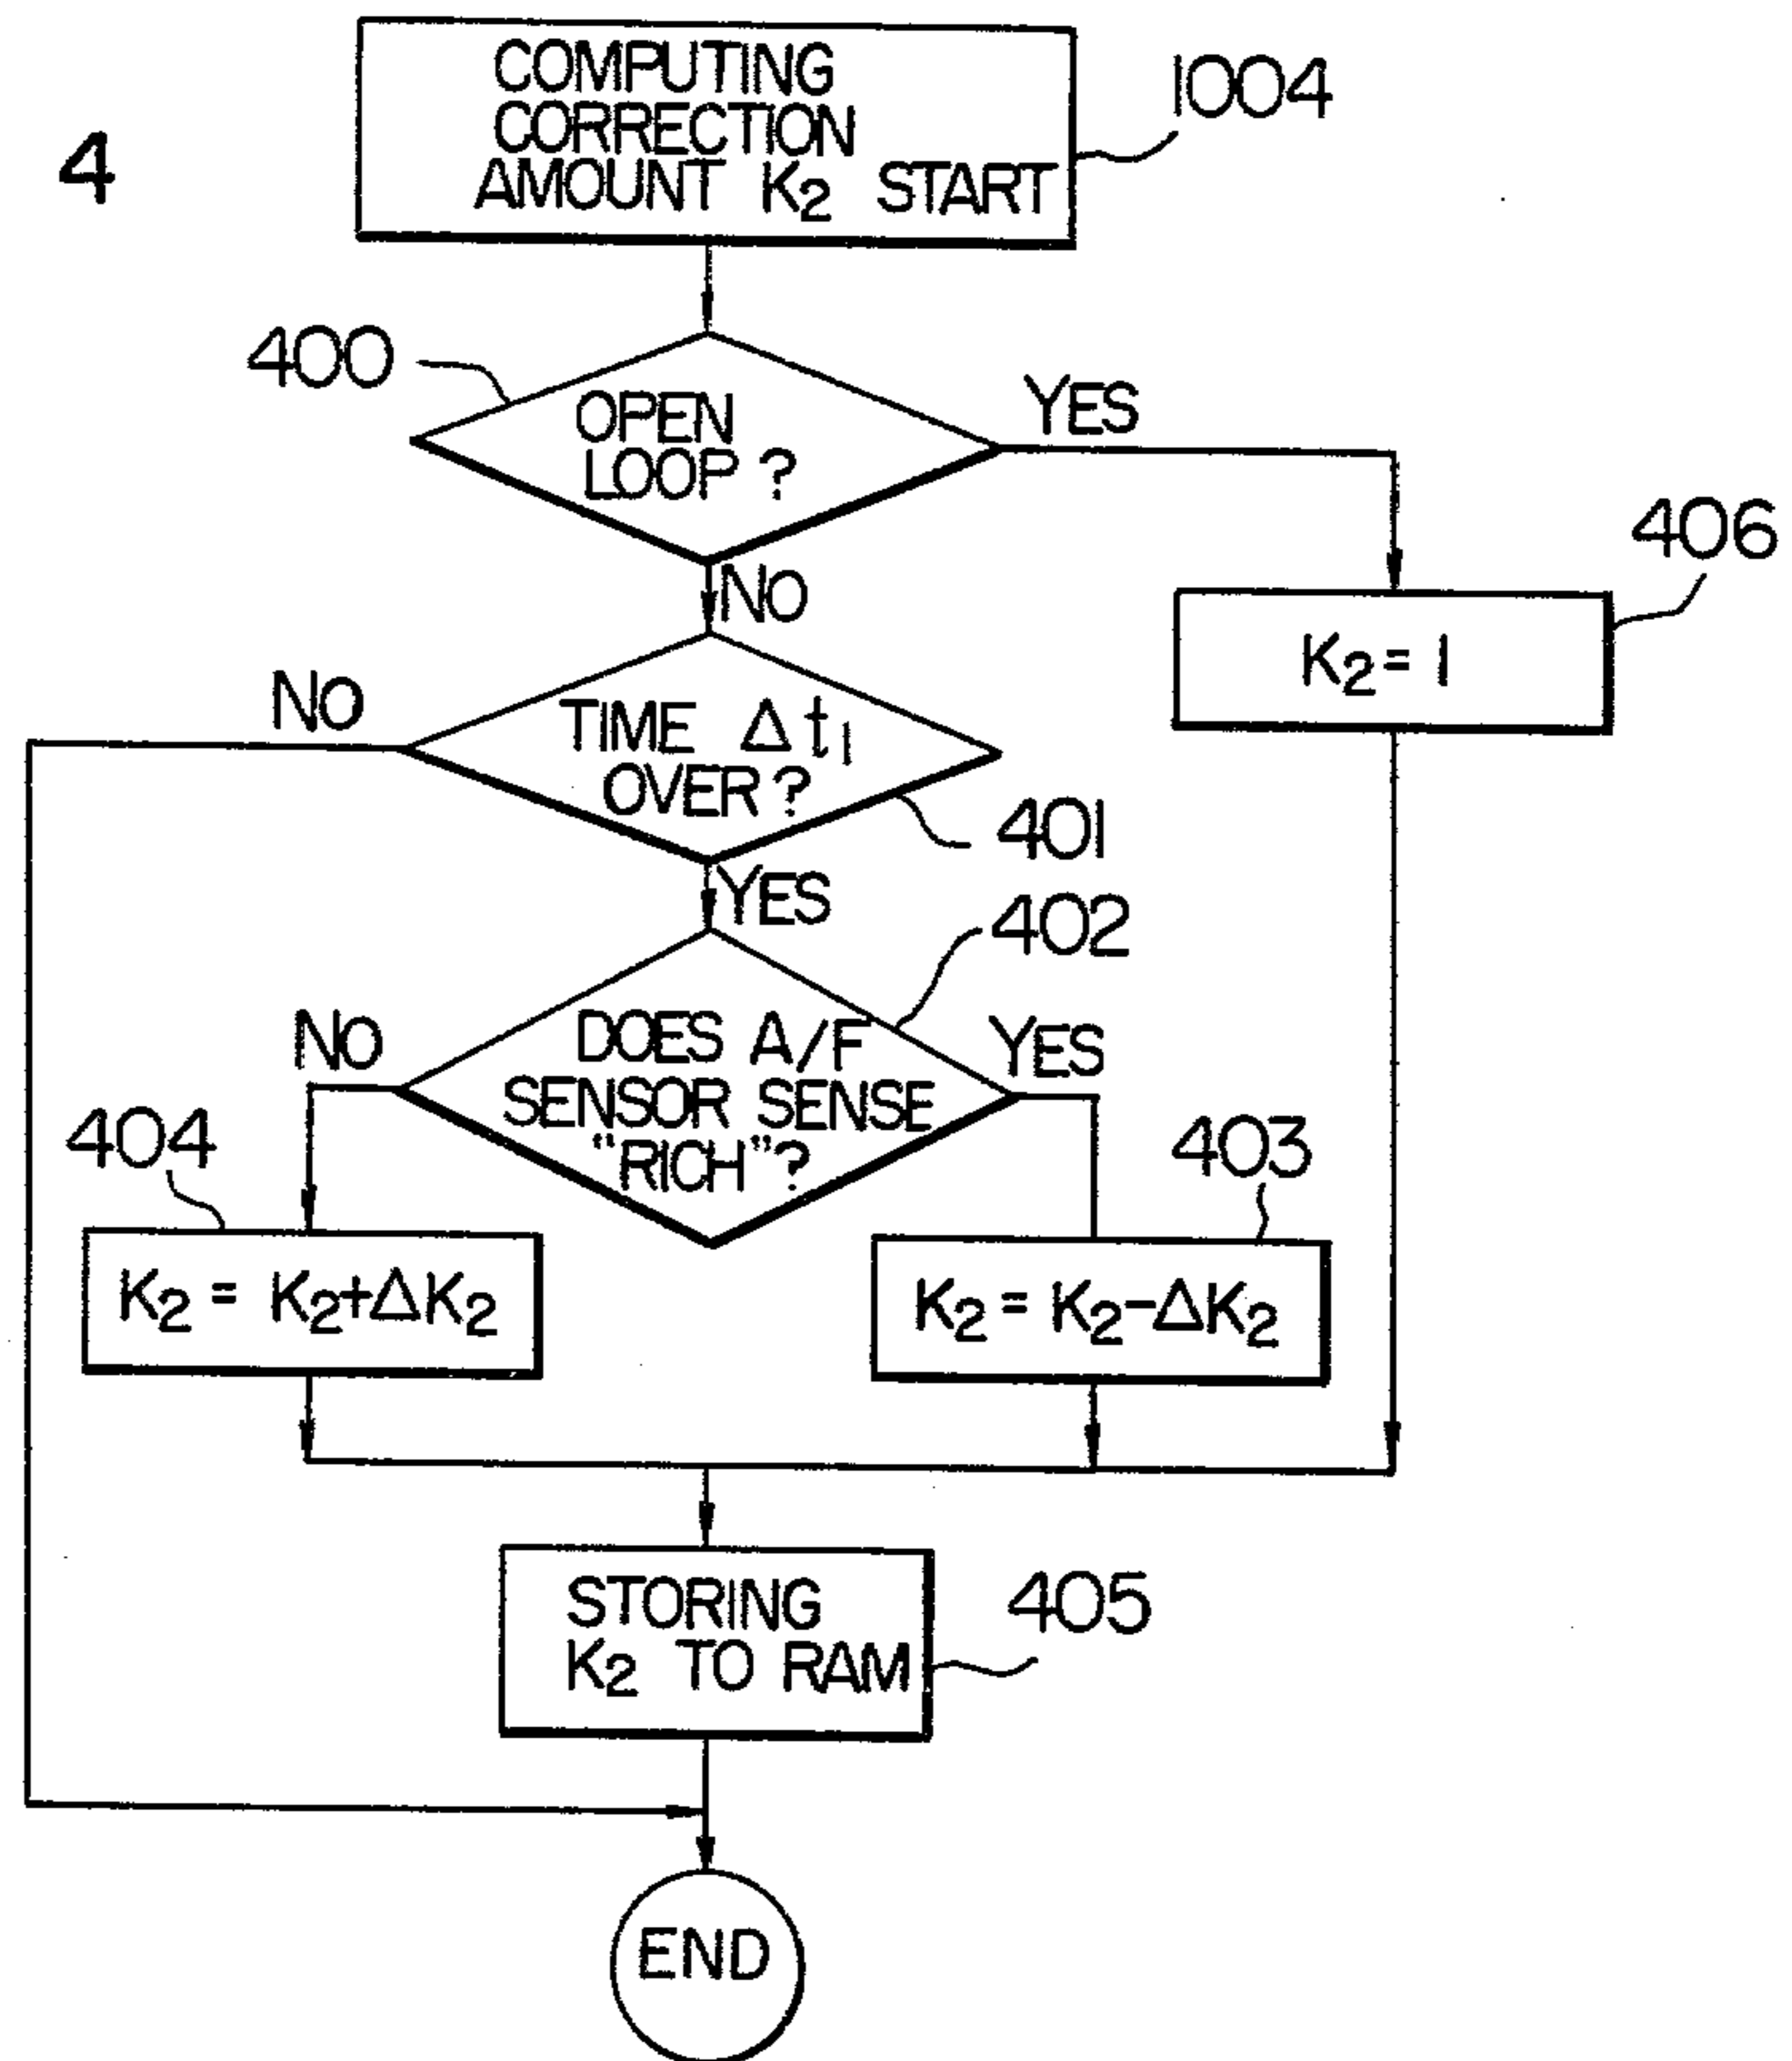 4
COMPUTING
CORRECTION
AMOUNT K₂ START
1004
400
OPEN
LOOP ?
YES
406
NO
K₂ = 1
NO
TIME Δt₁
OVER ?
401
YES
402
NO
DOES A/F
SENSOR SENSE
"RICH"?
YES
404
403
K₂ = K₂+ΔK₂
K₂ = K₂-ΔK₂
STORING
K₂ TO RAM
405
END